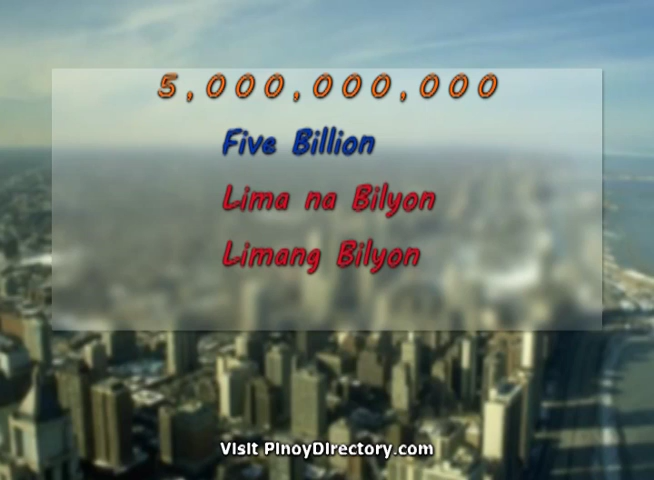 5,000,000,000
Five Billion
Lima na Bilyon
Limang Bilyon
Visit PinoyDirectory.com